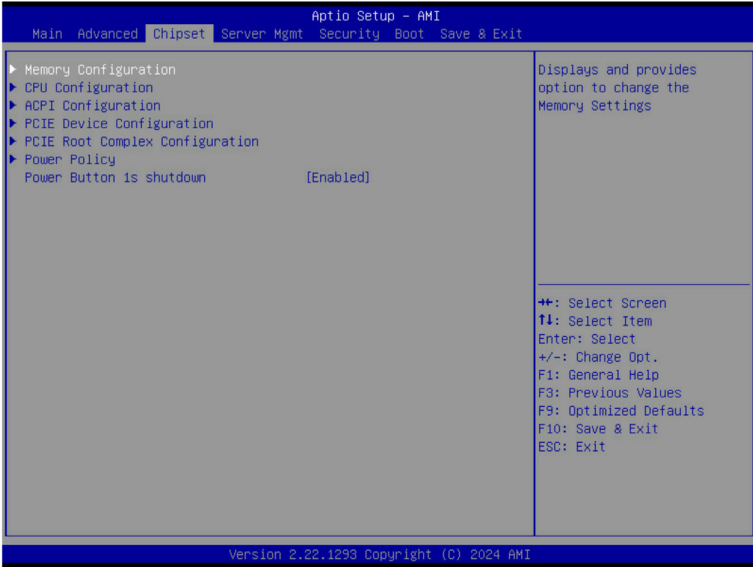 Aptio Setup – AMI
Main Advanced Chipset Server Mgmt Security Boot Save & Exit
Memory Configuration
CPU Configuration
ACPI Configuration
PCIE Device Configuration
PCIE Root Complex Configuration
Power Policy
Power Button 1s shutdown [Enabled]
Displays and provides
option to change the
Memory Settings
→←: Select Screen
↑↓: Select Item
Enter: Select
+/-: Change Opt.
F1: General Help
F3: Previous Values
F9: Optimized Defaults
F10: Save & Exit
ESC: Exit
Version 2.22.1293 Copyright (C) 2024 AMI